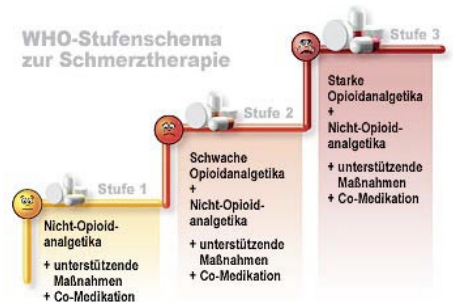 WHO-Stufenschema
zur Schmerztherapie
Stufe 1
Nicht-Opioid-
analgetika
+ unterstützende
Maßnahmen
+ Co-Medikation
Stufe 2
Schwache
Opioidanalgetika
+
Nicht-Opioid-
analgetika
+ unterstützende
Maßnahmen
+ Co-Medikation
Stufe 3
Starke
Opioidanalgetika
+
Nicht-Opioid-
analgetika
+ unterstützende
Maßnahmen
+ Co-Medikation